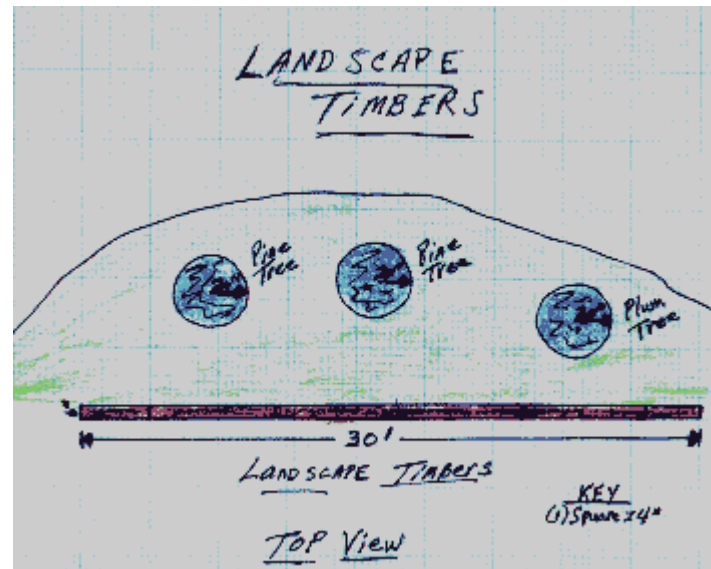 LANDSCAPE
TIMBERS
Pine
Tree
Pine
Tree
Plum
Tree
30'
LANDSCAPE TIMBERS
KEY
(1) Square = 4"
TOP VIEW